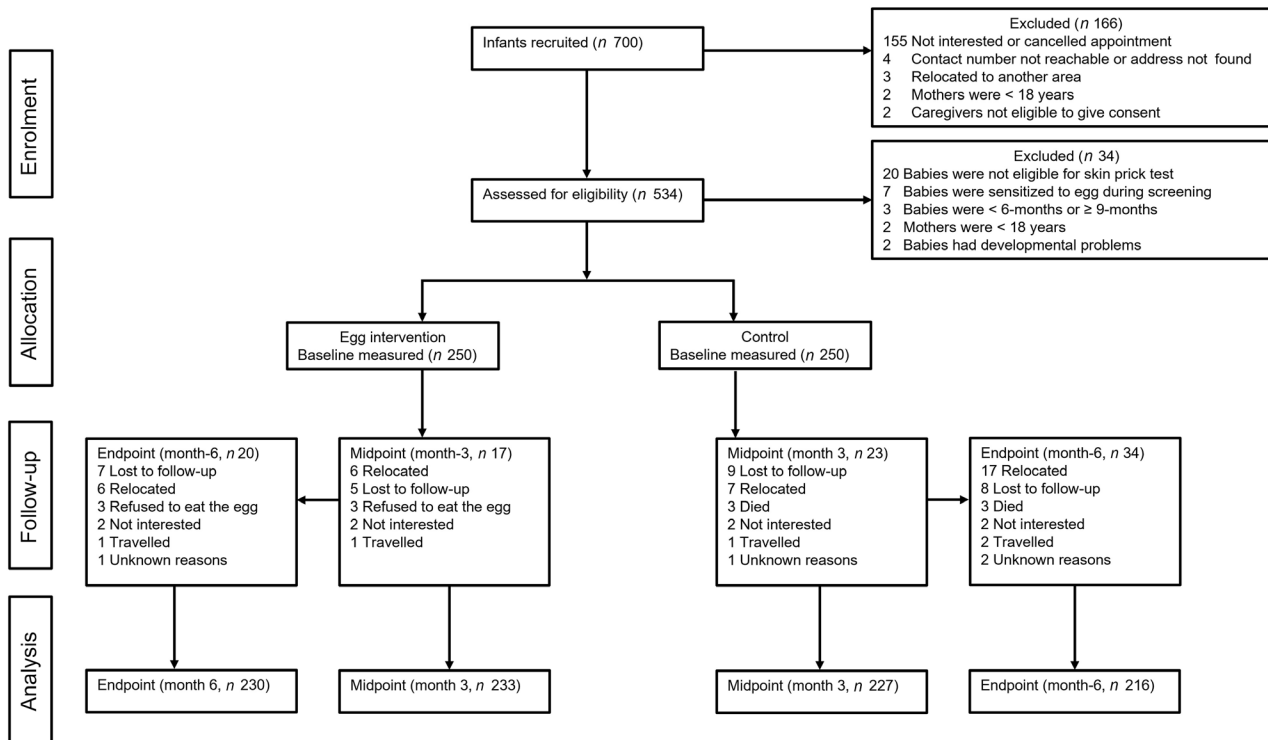 Enrolment
Infants recruited (n 700)
Excluded (n 166)
155 Not interested or cancelled appointment
4 Contact number not reachable or address not found
3 Relocated to another area
2 Mothers were < 18 years
2 Caregivers not eligible to give consent
Assessed for eligibility (n 534)
Excluded (n 34)
20 Babies were not eligible for skin prick test
7 Babies were sensitized to egg during screening
3 Babies were < 6-months or ≥ 9-months
2 Mothers were < 18 years
2 Babies had developmental problems
Allocation
Egg intervention
Baseline measured (n 250)
Control
Baseline measured (n 250)
Follow-up
Endpoint (month-6, n 20)
7 Lost to follow-up
6 Relocated
3 Refused to eat the egg
2 Not interested
1 Travelled
1 Unknown reasons
Midpoint (month-3, n 17)
6 Relocated
5 Lost to follow-up
3 Refused to eat the egg
2 Not interested
1 Travelled
Midpoint (month 3, n 23)
9 Lost to follow-up
7 Relocated
3 Died
2 Not interested
1 Travelled
1 Unknown reasons
Endpoint (month-6, n 34)
17 Relocated
8 Lost to follow-up
3 Died
2 Not interested
2 Travelled
2 Unknown reasons
Analysis
Endpoint (month 6, n 230)
Midpoint (month 3, n 233)
Midpoint (month 3, n 227)
Endpoint (month-6, n 216)